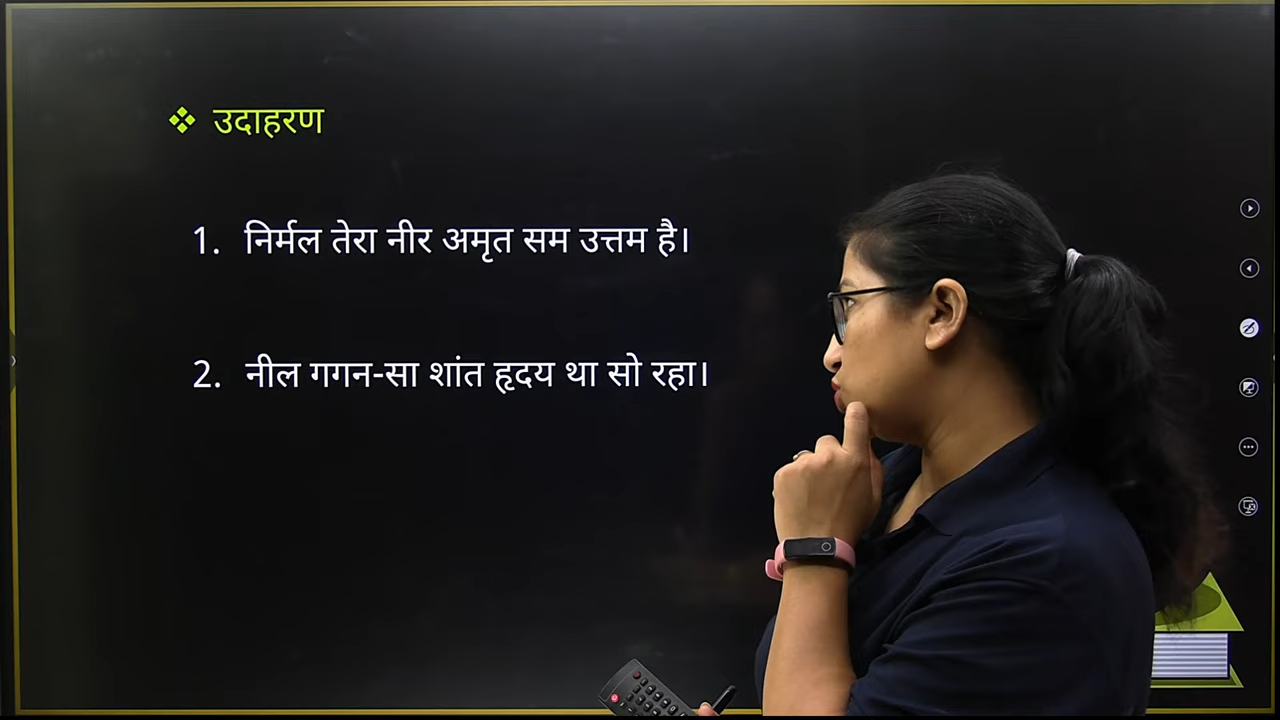 ❖ उदाहरण
1. निर्मल तेरा नीर अमृत सम उत्तम है।
2. नील गगन-सा शांत हृदय था सो रहा।